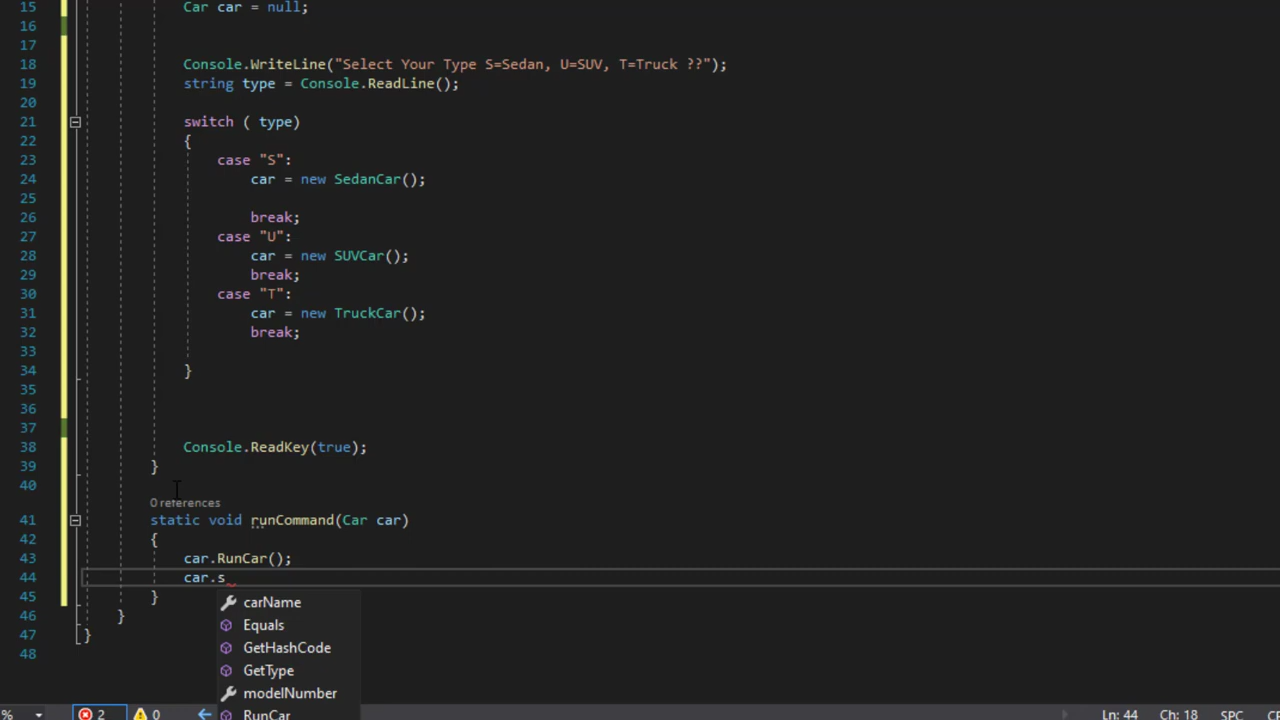 15 Car car = null;
16
17
18 Console.WriteLine("Select Your Type S=Sedan, U=SUV, T=Truck ??");
19 string type = Console.ReadLine();
20
21 switch ( type)
22 {
23 case "S":
24 car = new SedanCar();
25
26 break;
27 case "U":
28 car = new SUVCar();
29 break;
30 case "T":
31 car = new TruckCar();
32 break;
33
34 }
35
36
37
38 Console.ReadKey(true);
39 }
40
0 references
41 static void runCommand(Car car)
42 {
43 car.RunCar();
44 car.s
45 }
46 }
47 }
48
carName
Equals
GetHashCode
GetType
modelNumber
RunCar
% 2 0 Ln: 44 Ch: 18 SPC